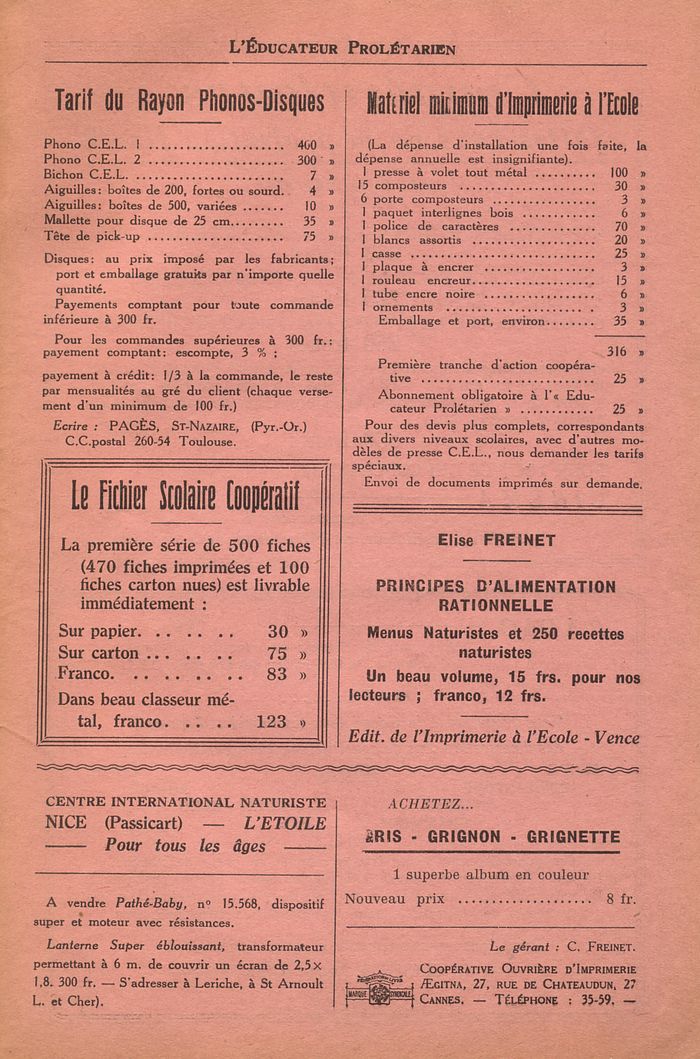 L'ÉDUCATEUR PROLÉTARIEN
Tarif du Rayon Phonos-Disques
Phono C.E.L. 1 ...................... 460 »
Phono C.E.L. 2 ...................... 300 »
Bichon C.E.L. ........................ 7 »
Aiguilles: boîtes de 200, fortes ou sourd. 4 »
Aiguilles: boîtes de 500, variées ....... 10 »
Mallette pour disque de 25 cm......... 35 »
Tête de pick-up ...................... 75 »
Disques: au prix imposé par les fabricants;
port et emballage gratuits par n'importe quelle
quantité.
Payements comptant pour toute commande
inférieure à 300 fr.
Pour les commandes supérieures à 300 fr.:
payement comptant: escompte, 3 % ;
payement à crédit: 1/3 à la commande, le reste
par mensualités au gré du client (chaque verse-
ment d'un minimum de 100 fr.)
Ecrire : PAGÈS, ST-NAZAIRE, (Pyr.-Or.)
C.C.postal 260-54 Toulouse.
Le Fichier Scolaire Coopératif
La première série de 500 fiches
(470 fiches imprimées et 100
fiches carton nues) est livrable
immédiatement :
Sur papier. . . . . . . 30 »
Sur carton ... . . . . 75 »
Franco. . . . . . . . . 83 »
Dans beau classeur mé-
tal, franco. . . . . 123 »
Matériel minimum d'Imprimerie à l'Ecole
(La dépense d'installation une fois faite, la
dépense annuelle est insignifiante).
1 presse à volet tout métal .......... 100 »
15 composteurs ...................... 30 »
6 porte composteurs ................. 3 »
1 paquet interlignes bois ............. 6 »
1 police de caractères ............... 70 »
1 blancs assortis .................... 20 »
1 casse .............................. 25 »
1 plaque à encrer .................. 3 »
1 rouleau encreur.................... 15 »
1 tube encre noire .................. 6 »
1 ornements ........................ 3 »
Emballage et port, environ........ 35 »
316 »
Première tranche d'action coopéra-
tive ............................ 25 »
Abonnement obligatoire à l'« Edu-
cateur Prolétarien » ............ 25 »
Pour des devis plus complets, correspondants
aux divers niveaux scolaires, avec d'autres mo-
dèles de presse C.E.L., nous demander les tarifs
spéciaux.
Envoi de documents imprimés sur demande.
Elise FREINET
PRINCIPES D'ALIMENTATION
RATIONNELLE
Menus Naturistes et 250 recettes
naturistes
Un beau volume, 15 frs. pour nos
lecteurs ; franco, 12 frs.
Edit. de l'Imprimerie à l'Ecole - Vence
CENTRE INTERNATIONAL NATURISTE
NICE (Passicart) — L'ETOILE
—— Pour tous les âges ——
A vendre Pathé-Baby, n° 15.568, dispositif
super et moteur avec résistances.
Lanterne Super éblouissant, transformateur
permettant à 6 m. de couvrir un écran de 2,5×
1,8. 300 fr. — S'adresser à Leriche, à St Arnoult
L. et Cher).
ACHETEZ...
GRIS - GRIGNON - GRIGNETTE
1 superbe album en couleur
Nouveau prix .................... 8 fr.
Le gérant : C. FREINET.
COOPÉRATIVE OUVRIÈRE D'IMPRIMERIE
ÆGITNA, 27, RUE DE CHATEAUDUN, 27
CANNES. — TÉLÉPHONE : 35-59. —
MARQUE SYNDICALE